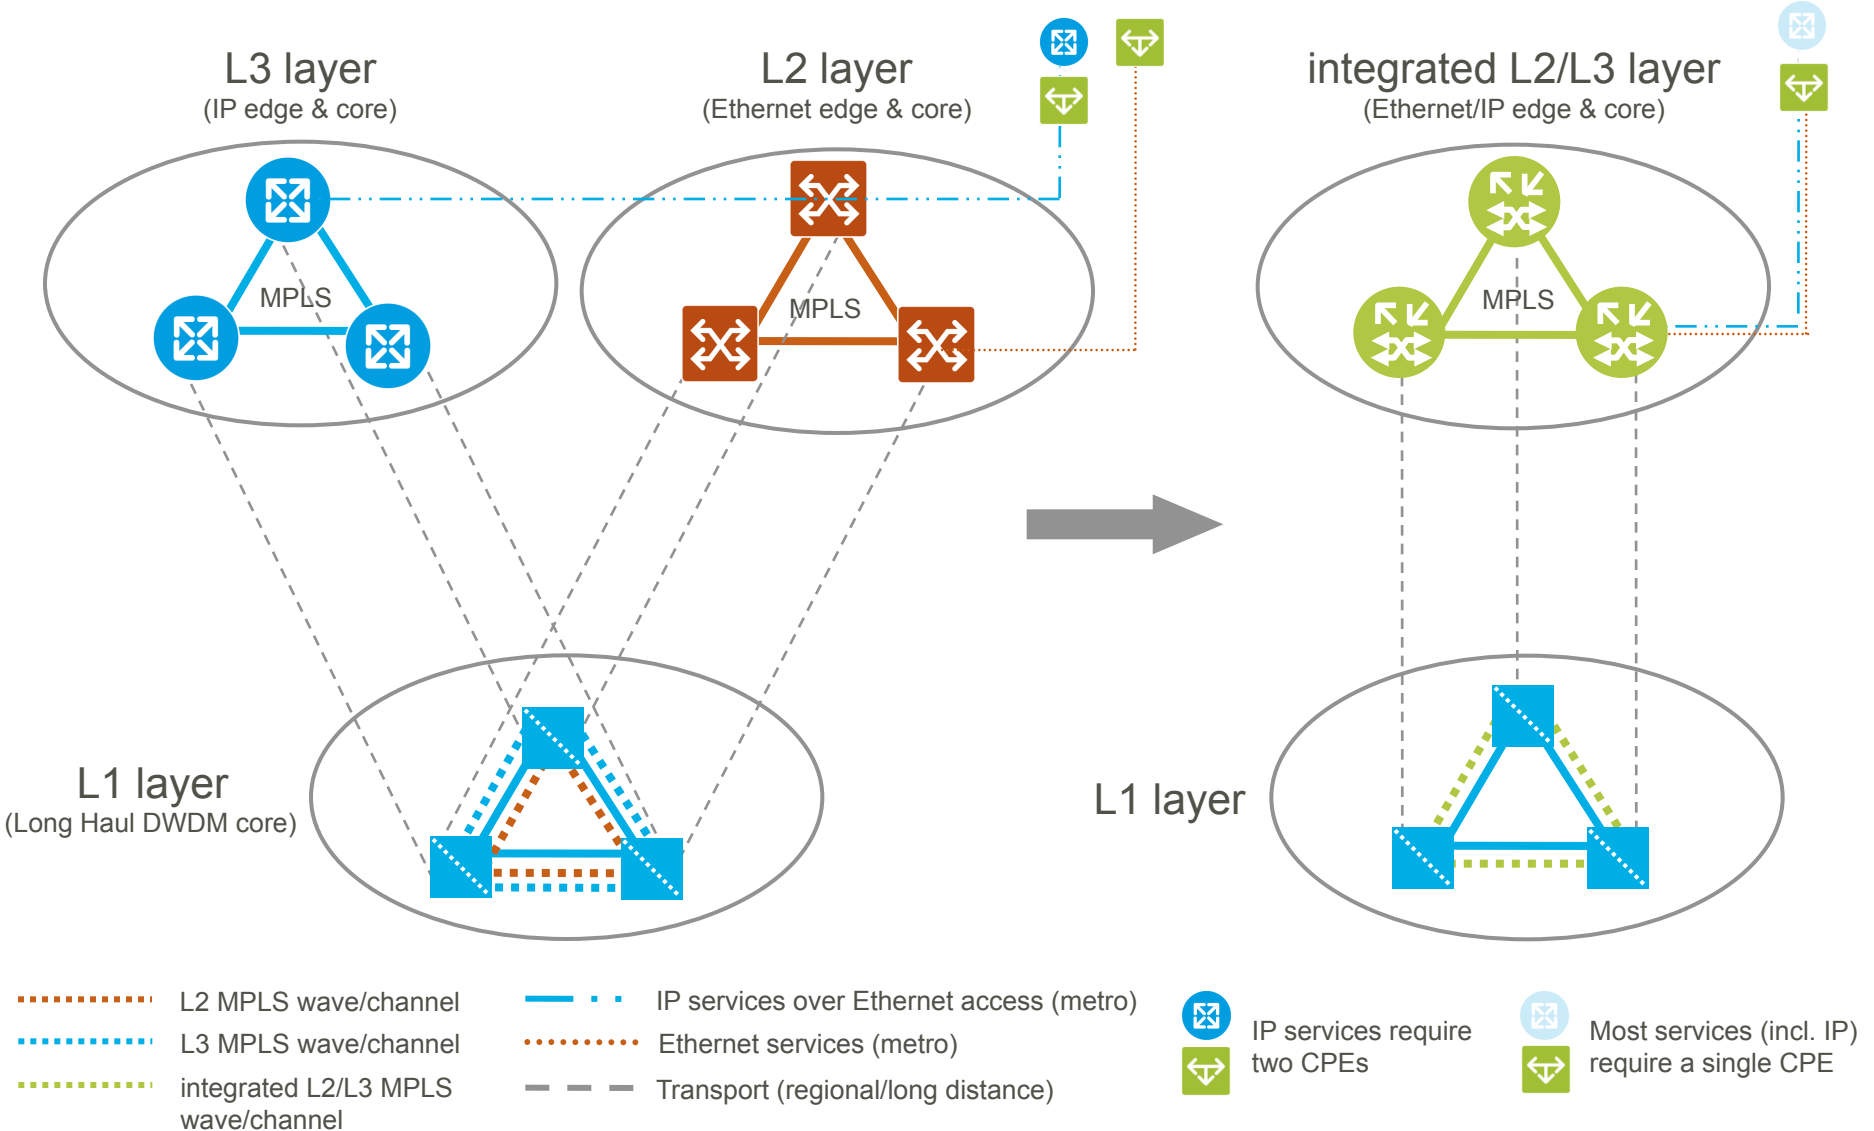 L3 layer
(IP edge & core)
L2 layer
(Ethernet edge & core)
integrated L2/L3 layer
(Ethernet/IP edge & core)
MPLS
MPLS
MPLS
L1 layer
(Long Haul DWDM core)
L1 layer
L2 MPLS wave/channel
L3 MPLS wave/channel
integrated L2/L3 MPLS
wave/channel
IP services over Ethernet access (metro)
Ethernet services (metro)
Transport (regional/long distance)
IP services require
two CPEs
Most services (incl. IP)
require a single CPE